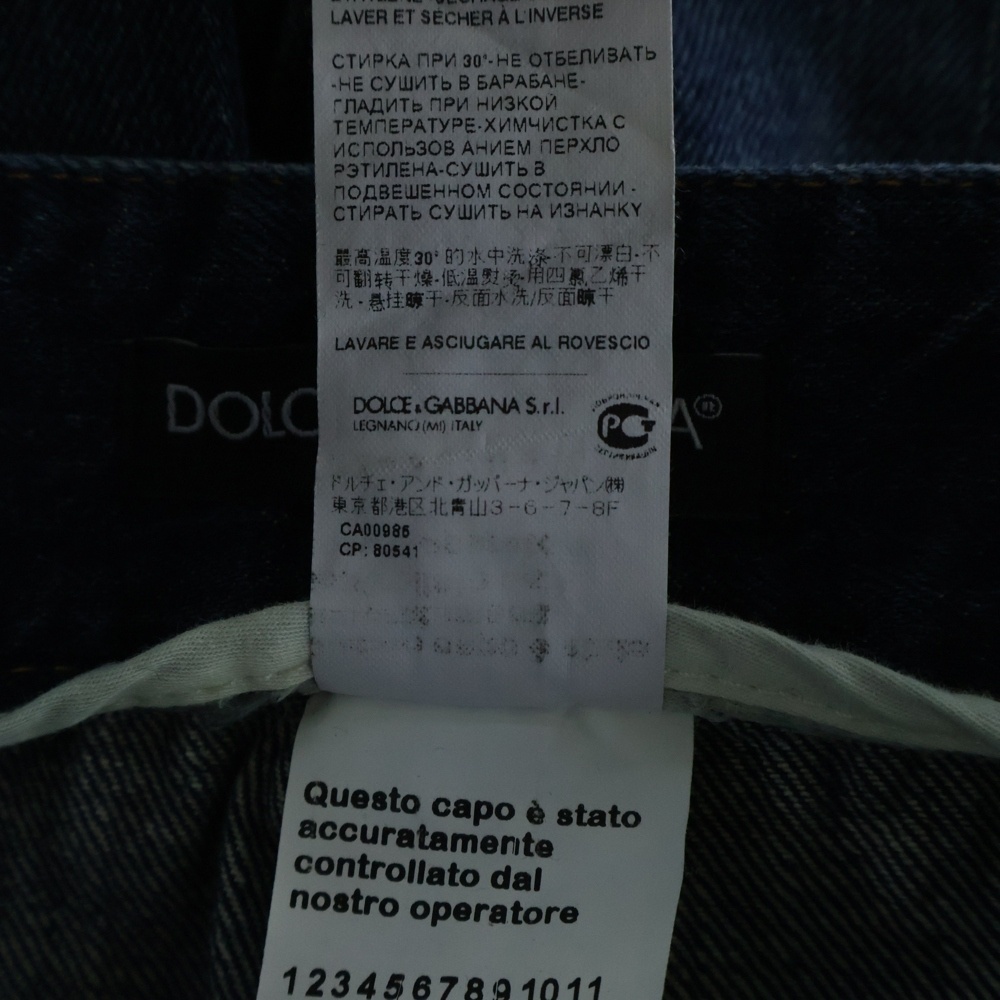 LAVER ET SÉCHER À L'INVERSE
СТИРКА ПРИ 30°-НЕ ОТБЕЛИВАТЬ
-НЕ СУШИТЬ В БАРАБАНЕ-
ГЛАДИТЬ ПРИ НИЗКОЙ
ТЕМПЕРАТУРЕ-ХИМЧИСТКА С
ИСПОЛЬЗОВ АНИЕМ ПЕРХЛО
РЭТИЛЕНА-СУШИТЬ В
ПОДВЕШЕННОМ СОСТОЯНИИ -
СТИРАТЬ СУШИТЬ НА ИЗНАНКУ
最高温度30°的水中洗涤-不可漂白-不
可翻转干燥-低温熨烫-用四氯乙烯干
洗-悬挂晾干-反面水洗/反面晾干
LAVARE E ASCIUGARE AL ROVESCIO
DOLCE & GABBANA S.r.l.
LEGNANO (MI) ITALY
РСТ
DOLC A®
ドルチェ・アンド・ガッバーナ・ジャパン㈱
東京都港区北青山3-6-7-8F
CA00986
CP: 80541
Questo capo è stato
accuratamente
controllato dal
nostro operatore
1234567891011